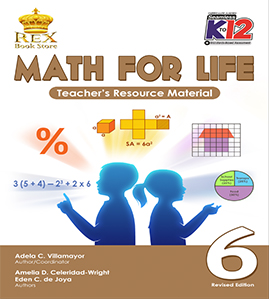 REX
Book Store
K to 12
MATH FOR LIFE
Teacher's Resource Material
%
a² = A
SA = 6a²
3 (5 + 4) – 2³ + 2 x 6
Adela C. Villamayor
Author/Coordinator
Amelia D. Celeridad-Wright
Eden C. de Joya
Authors
6
Revised Edition